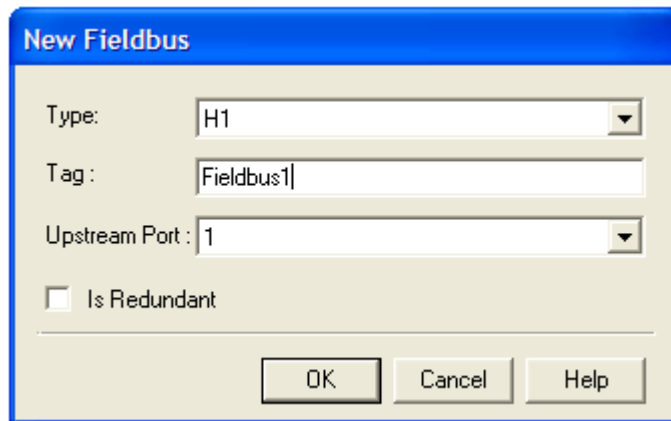 New Fieldbus
Type: H1
Tag : Fieldbus1
Upstream Port : 1
Is Redundant
OK Cancel Help